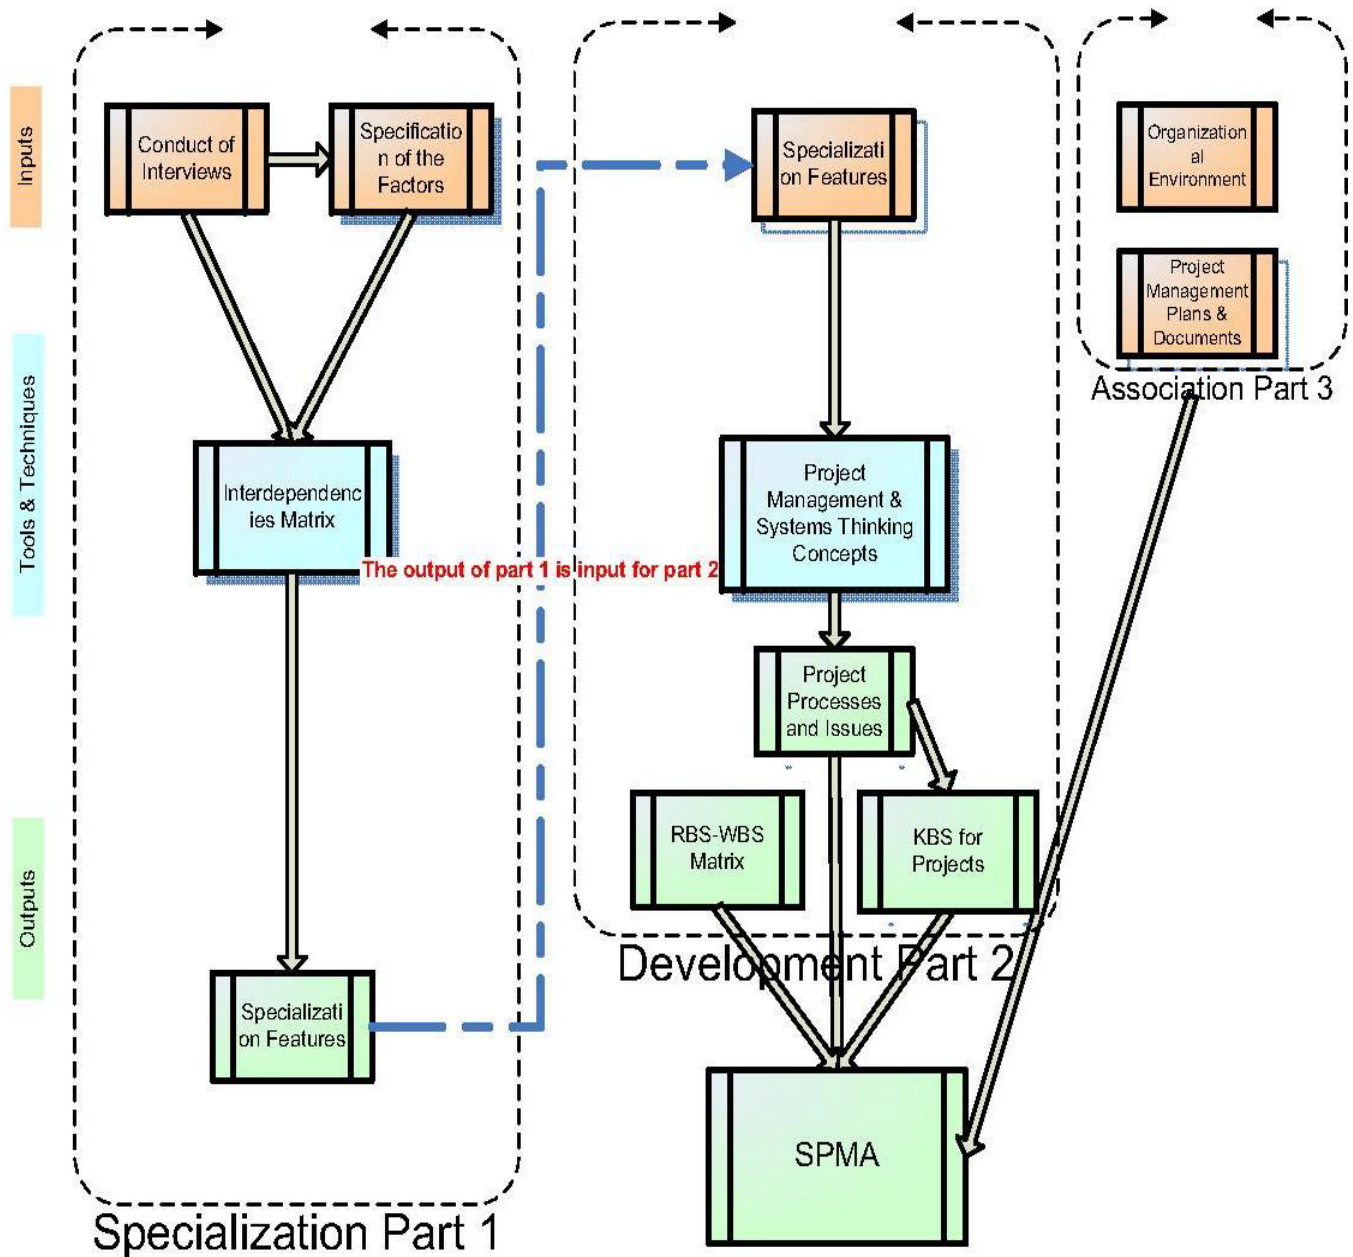 Inputs
Tools & Techniques
Outputs
Conduct of
Interviews
Specificatio
n of the
Factors
Interdependenc
ies Matrix
Specializati
on Features
Specialization Part 1
The output of part 1 is input for part 2
Specializati
on Features
Project
Management &
Systems Thinking
Concepts
Project
Processes
and Issues
RBS-WBS
Matrix
KBS for
Projects
Development Part 2
SPMA
Organization
al
Environment
Project
Management
Plans &
Documents
Association Part 3